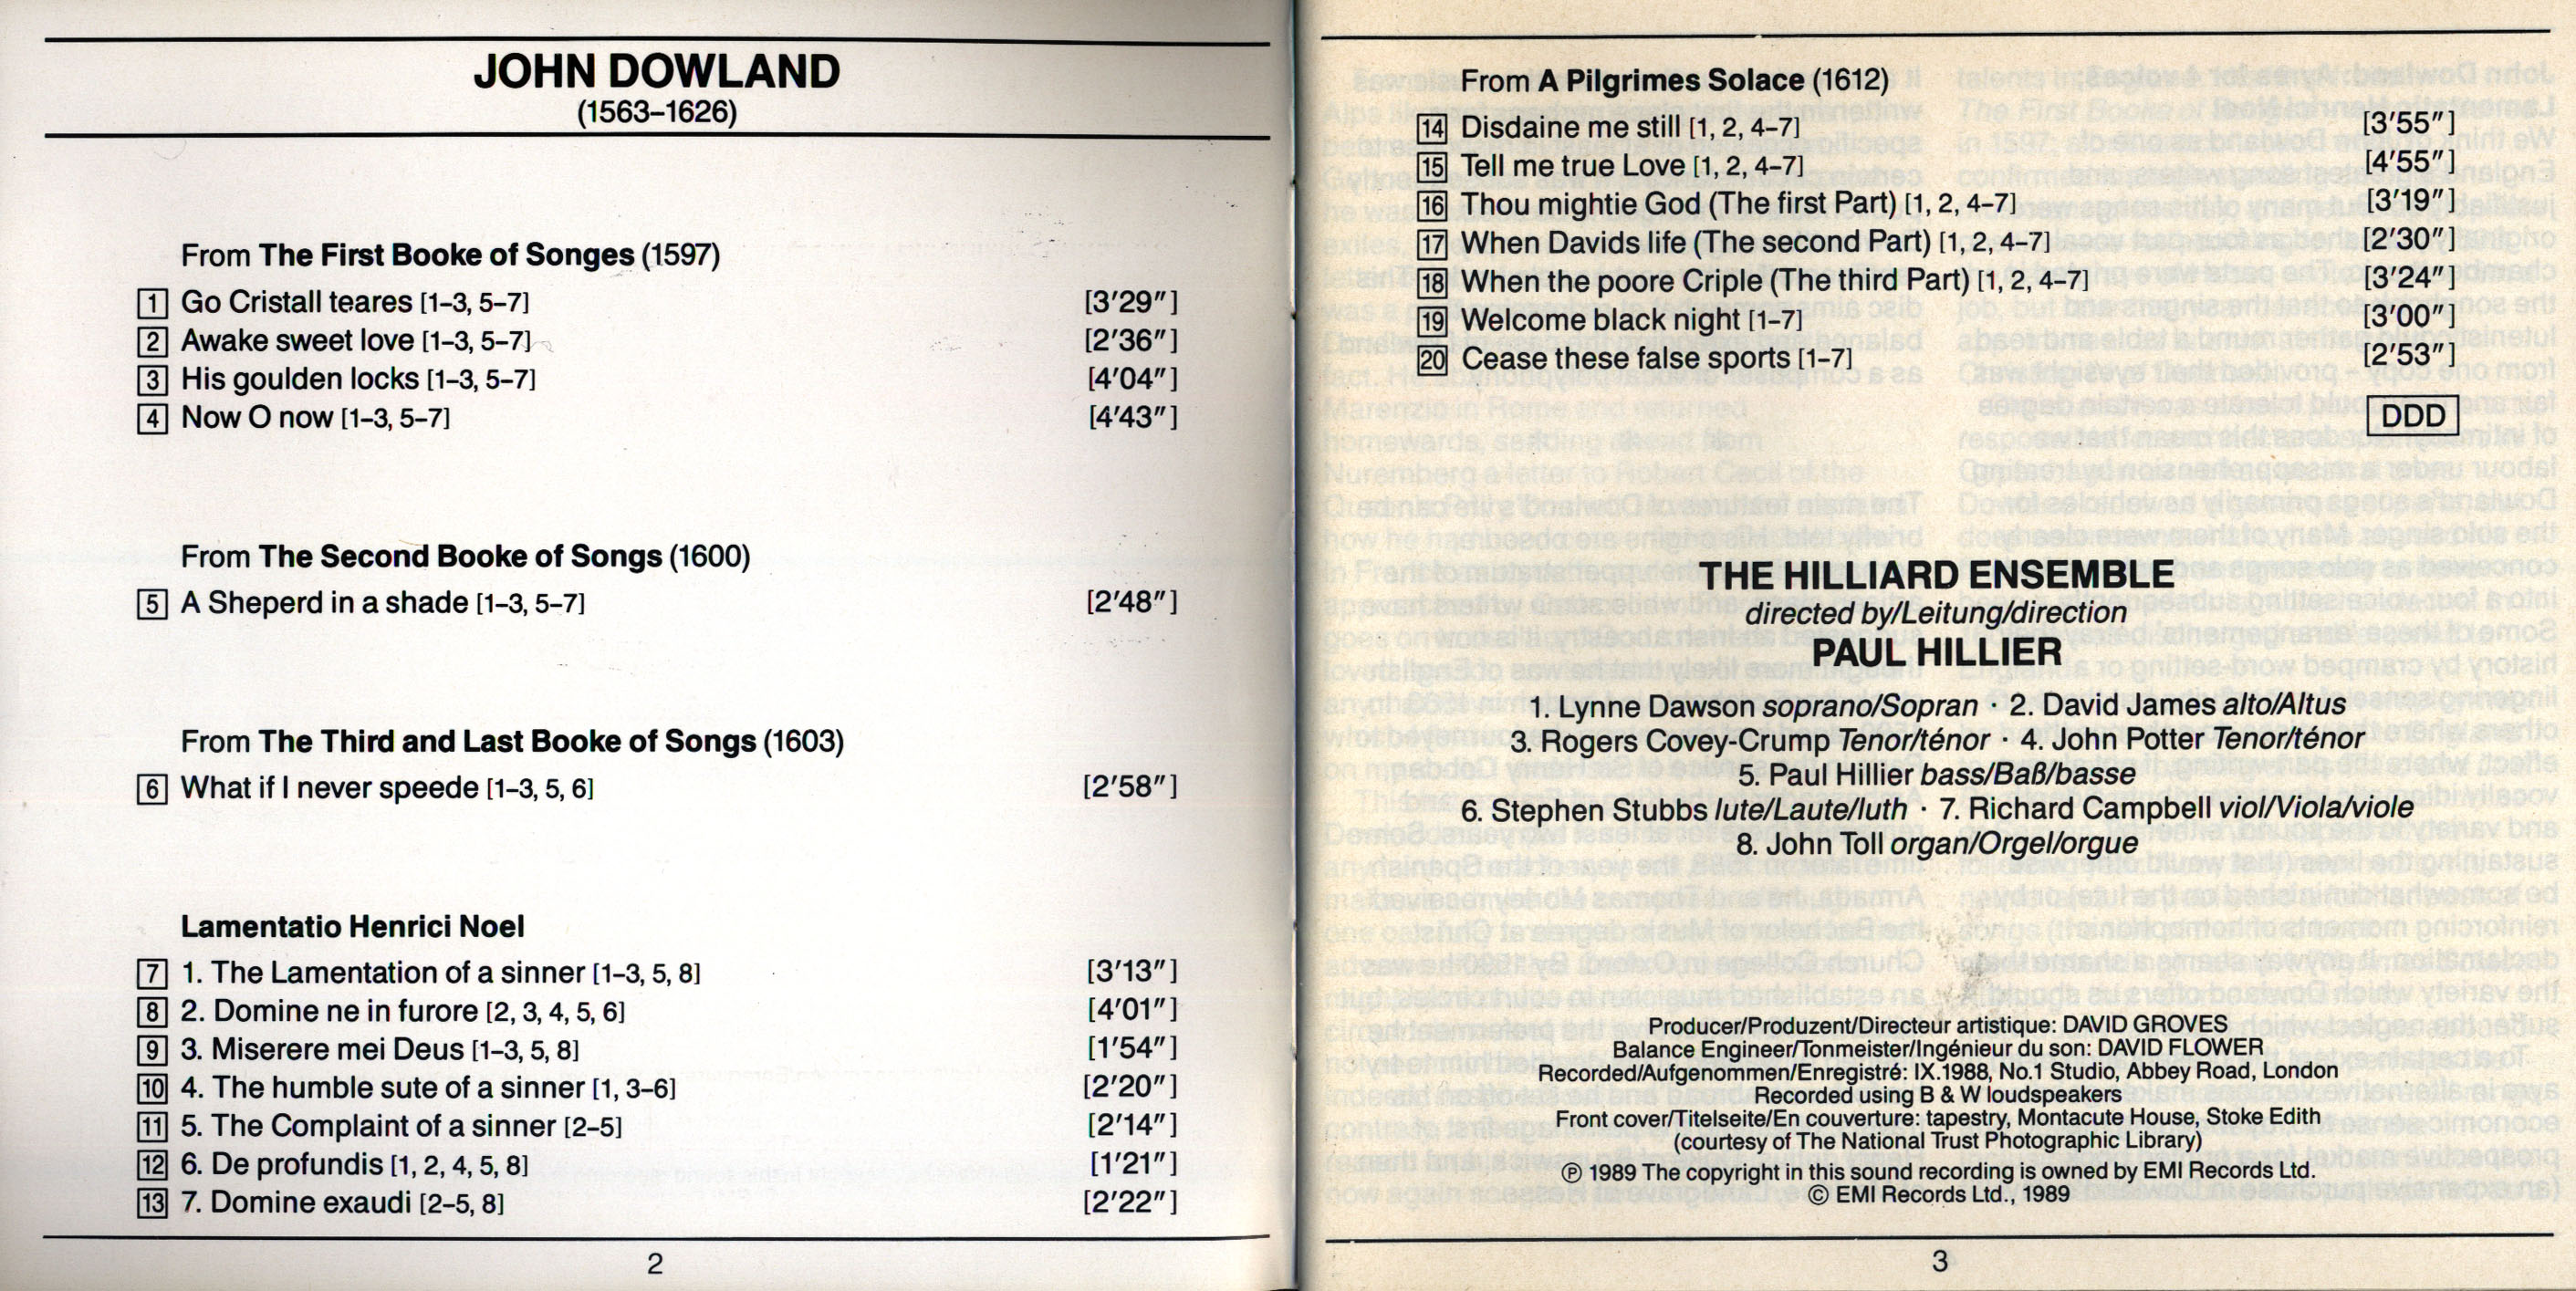 JOHN DOWLAND
(1563–1626)
From The First Booke of Songes (1597)
1 Go Cristall teares [1–3, 5–7] [3′29″]
2 Awake sweet love [1–3, 5–7] [2′36″]
3 His goulden locks [1–3, 5–7] [4′04″]
4 Now O now [1–3, 5–7] [4′43″]
From The Second Booke of Songs (1600)
5 A Sheperd in a shade [1–3, 5–7] [2′48″]
From The Third and Last Booke of Songs (1603)
6 What if I never speede [1–3, 5, 6] [2′58″]
Lamentatio Henrici Noel
7 1. The Lamentation of a sinner [1–3, 5, 8] [3′13″]
8 2. Domine ne in furore [2, 3, 4, 5, 6] [4′01″]
9 3. Miserere mei Deus [1–3, 5, 8] [1′54″]
10 4. The humble sute of a sinner [1, 3–6] [2′20″]
11 5. The Complaint of a sinner [2–5] [2′14″]
12 6. De profundis [1, 2, 4, 5, 8] [1′21″]
13 7. Domine exaudi [2–5, 8] [2′22″]
2
From A Pilgrimes Solace (1612)
14 Disdaine me still [1, 2, 4–7] [3′55″]
15 Tell me true Love [1, 2, 4–7] [4′55″]
16 Thou mightie God (The first Part) [1, 2, 4–7] [3′19″]
17 When Davids life (The second Part) [1, 2, 4–7] [2′30″]
18 When the poore Criple (The third Part) [1, 2, 4–7] [3′24″]
19 Welcome black night [1–7] [3′00″]
20 Cease these false sports [1–7] [2′53″]
DDD
THE HILLIARD ENSEMBLE
directed by/Leitung/direction
PAUL HILLIER
1. Lynne Dawson soprano/Sopran · 2. David James alto/Altus
3. Rogers Covey-Crump Tenor/ténor · 4. John Potter Tenor/ténor
5. Paul Hillier bass/Baß/basse
6. Stephen Stubbs lute/Laute/luth · 7. Richard Campbell viol/Viola/viole
8. John Toll organ/Orgel/orgue
Producer/Produzent/Directeur artistique: DAVID GROVES
Balance Engineer/Tonmeister/Ingénieur du son: DAVID FLOWER
Recorded/Aufgenommen/Enregistré: IX.1988, No.1 Studio, Abbey Road, London
Recorded using B & W loudspeakers
Front cover/Titelseite/En couverture: tapestry, Montacute House, Stoke Edith
(courtesy of The National Trust Photographic Library)
℗ 1989 The copyright in this sound recording is owned by EMI Records Ltd.
© EMI Records Ltd., 1989
3